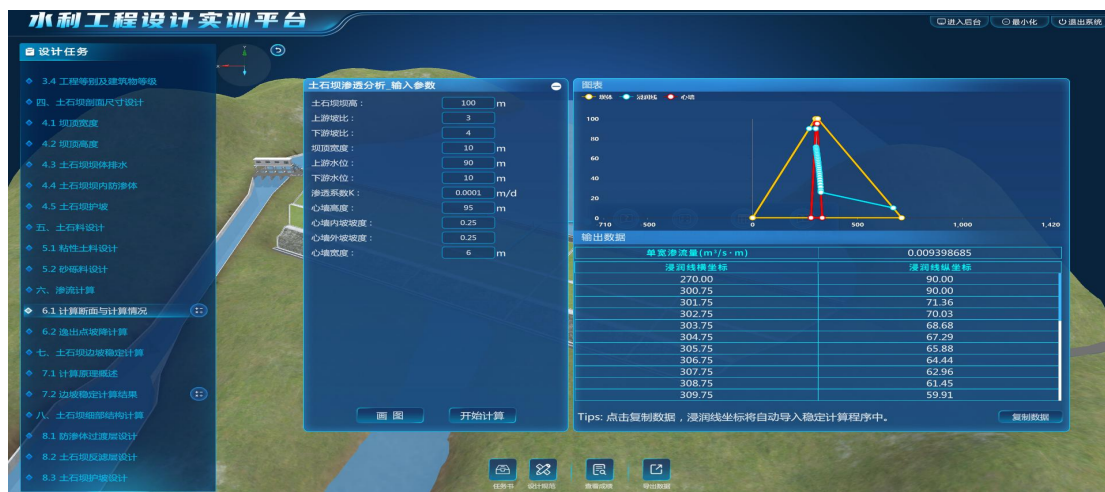 水利工程设计实训平台
进入后台
最小化
退出系统
设计任务
3.4 工程等别及建筑物等级
四、土石坝剖面尺寸设计
4.1 坝顶宽度
4.2 坝顶高度
4.3 土石坝坝体排水
4.4 土石坝坝内防渗体
4.5 土石坝护坡
五、土石料设计
5.1 粘性土料设计
5.2 砂砾料设计
六、渗流计算
6.1 计算断面与计算情况
6.2 逸出点坡降计算
七、土石坝边坡稳定计算
7.1 计算原理概述
7.2 边坡稳定计算结果
八、土石坝细部结构计算
8.1 防渗体过渡层设计
8.2 土石坝反滤层设计
8.3 土石坝护坡设计
土石坝渗透分析_输入参数
土石坝坝高： 100 m
上游坡比： 3
下游坡比： 4
坝顶宽度： 10 m
上游水位： 90 m
下游水位： 10 m
渗透系数K： 0.0001 m/d
心墙高度： 95 m
心墙内坡坡度： 0.25
心墙外坡坡度： 0.25
心墙宽度： 6 m
画图 开始计算
图表
坝体 浸润线 心墙
100
80
60
40
20
0
-710 500 0 500 1,000 1,420
输出数据
单宽渗流量(m³/s·m) 0.009398685
浸润线横坐标 浸润线纵坐标
270.00 90.00
300.75 90.00
301.75 71.36
302.75 70.03
303.75 68.68
304.75 67.29
305.75 65.88
306.75 64.44
307.75 62.96
308.75 61.45
309.75 59.91
Tips: 点击复制数据，浸润线坐标将自动导入稳定计算程序中。
复制数据
任务书 设计规范 查看成绩 导出数据